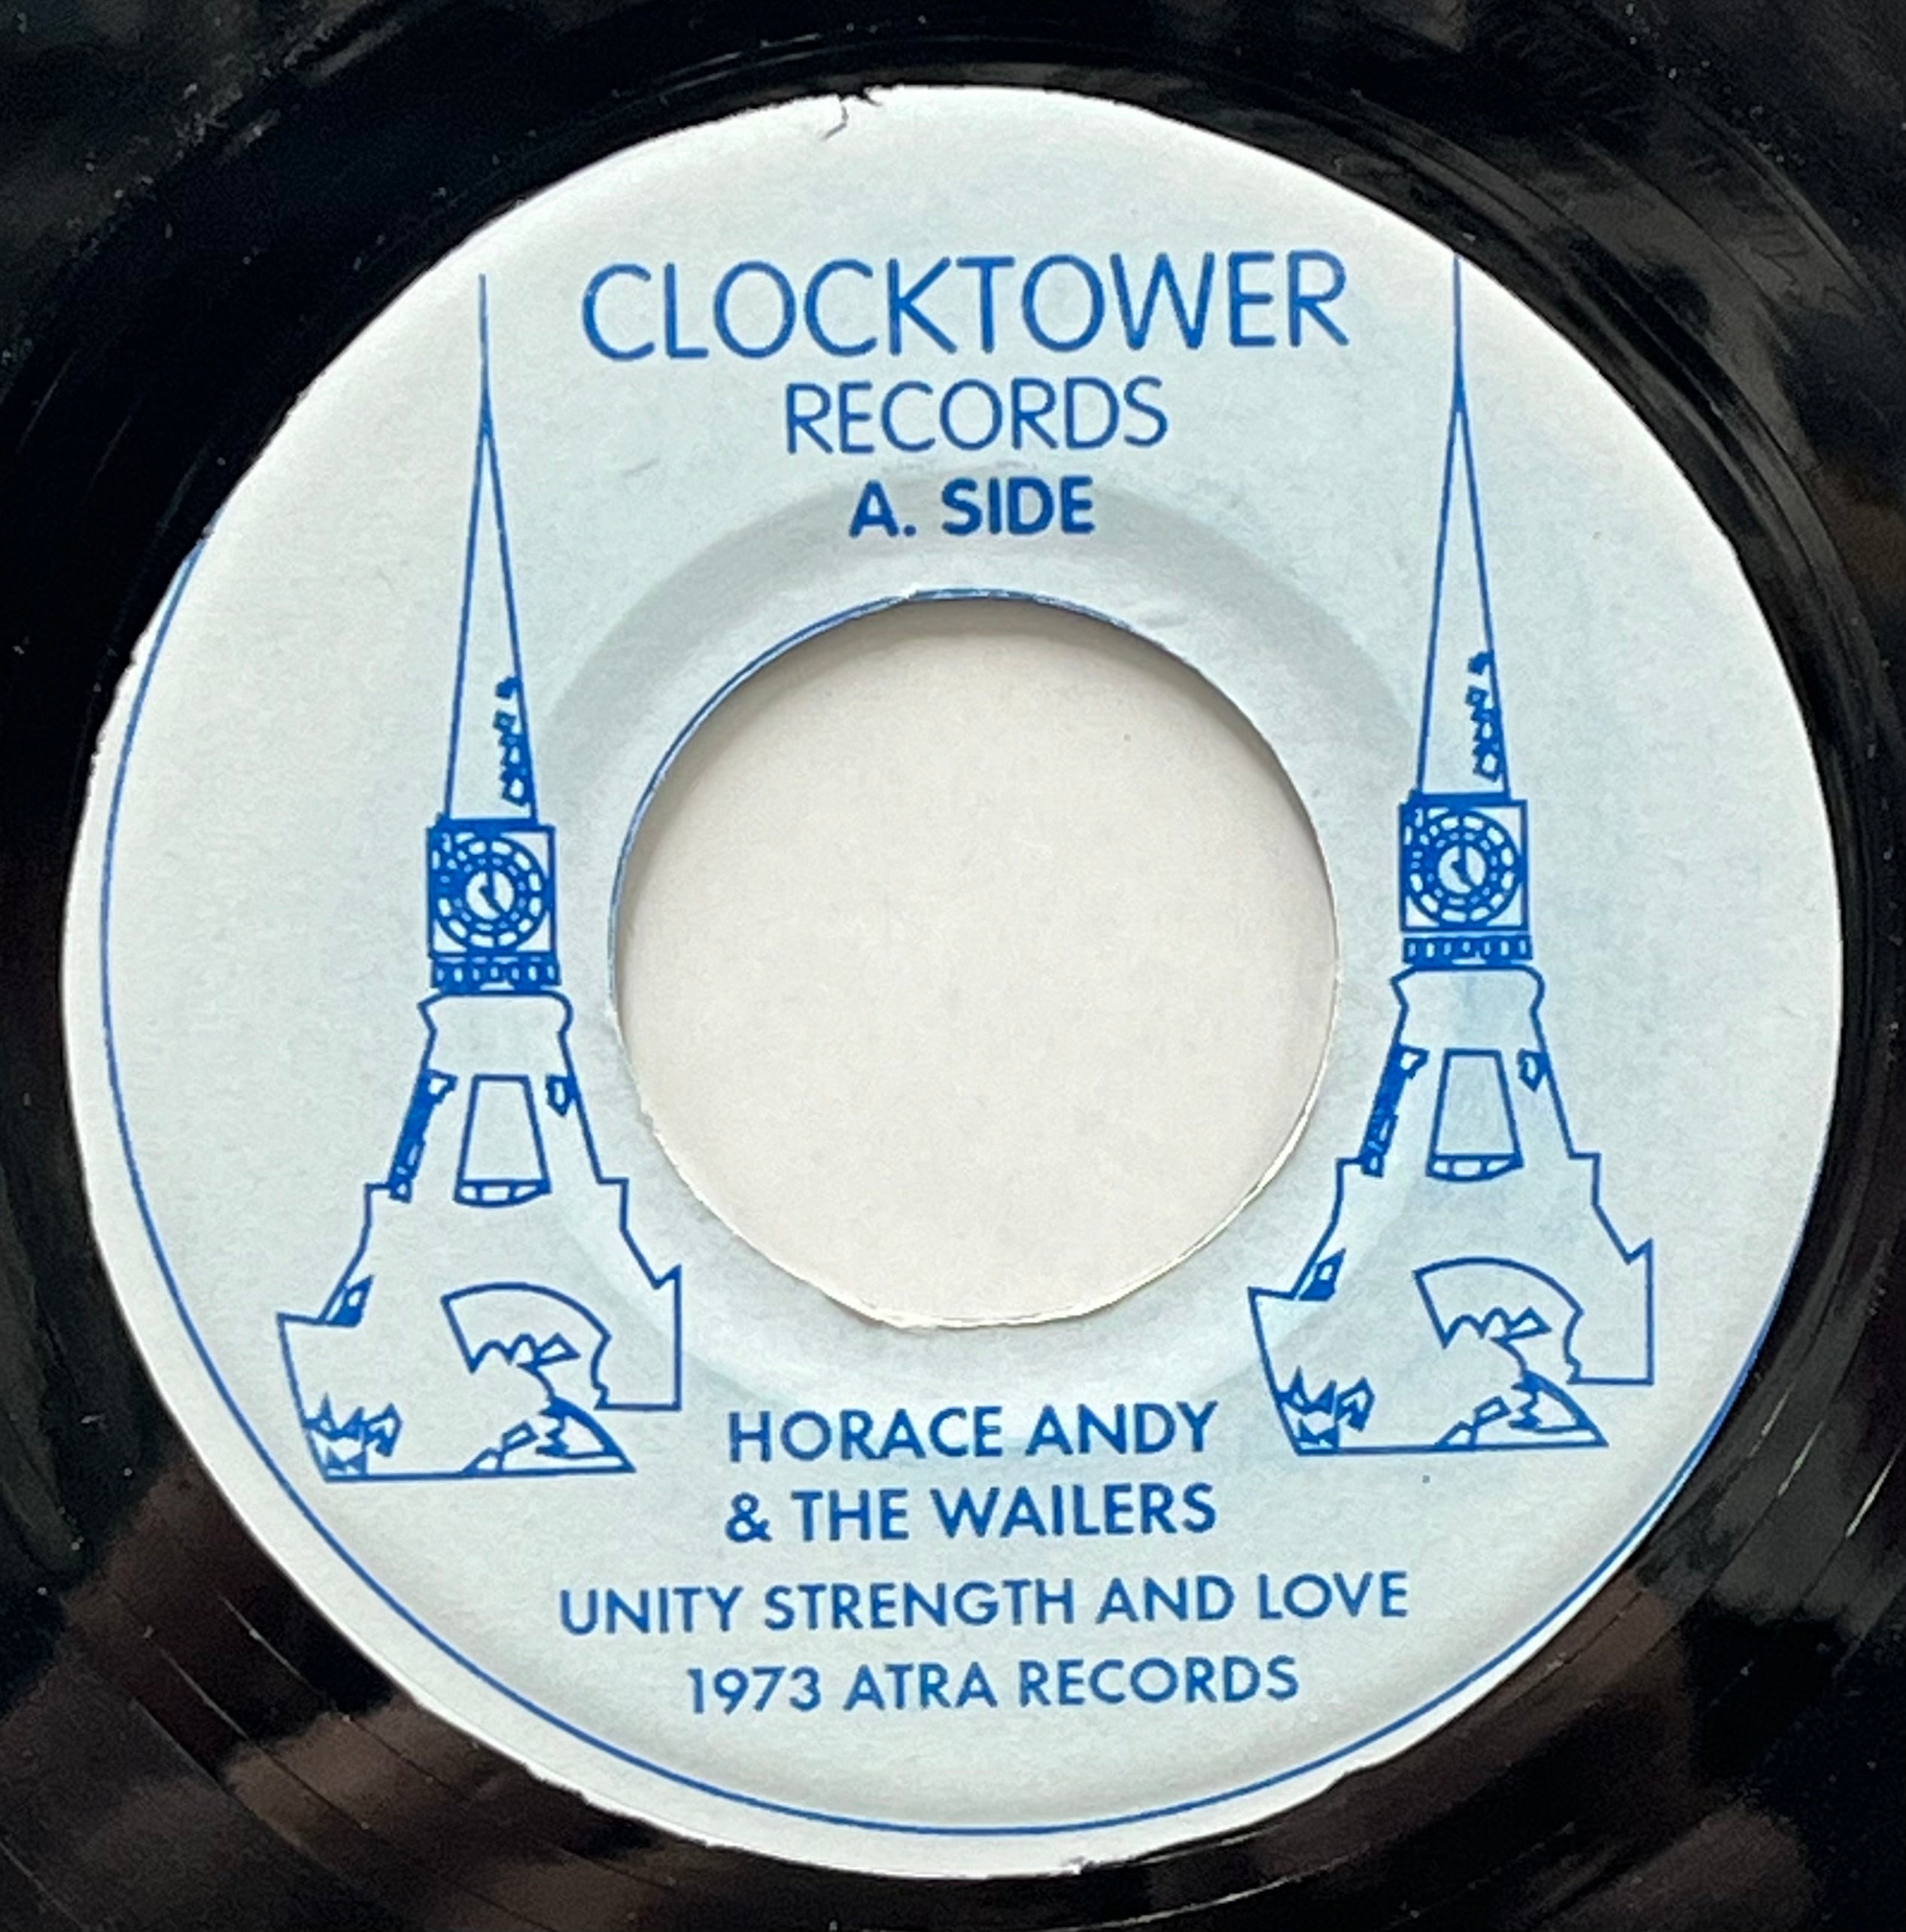 CLOCKTOWER
RECORDS
A. SIDE
HORACE ANDY
& THE WAILERS
UNITY STRENGTH AND LOVE
1973 ATRA RECORDS